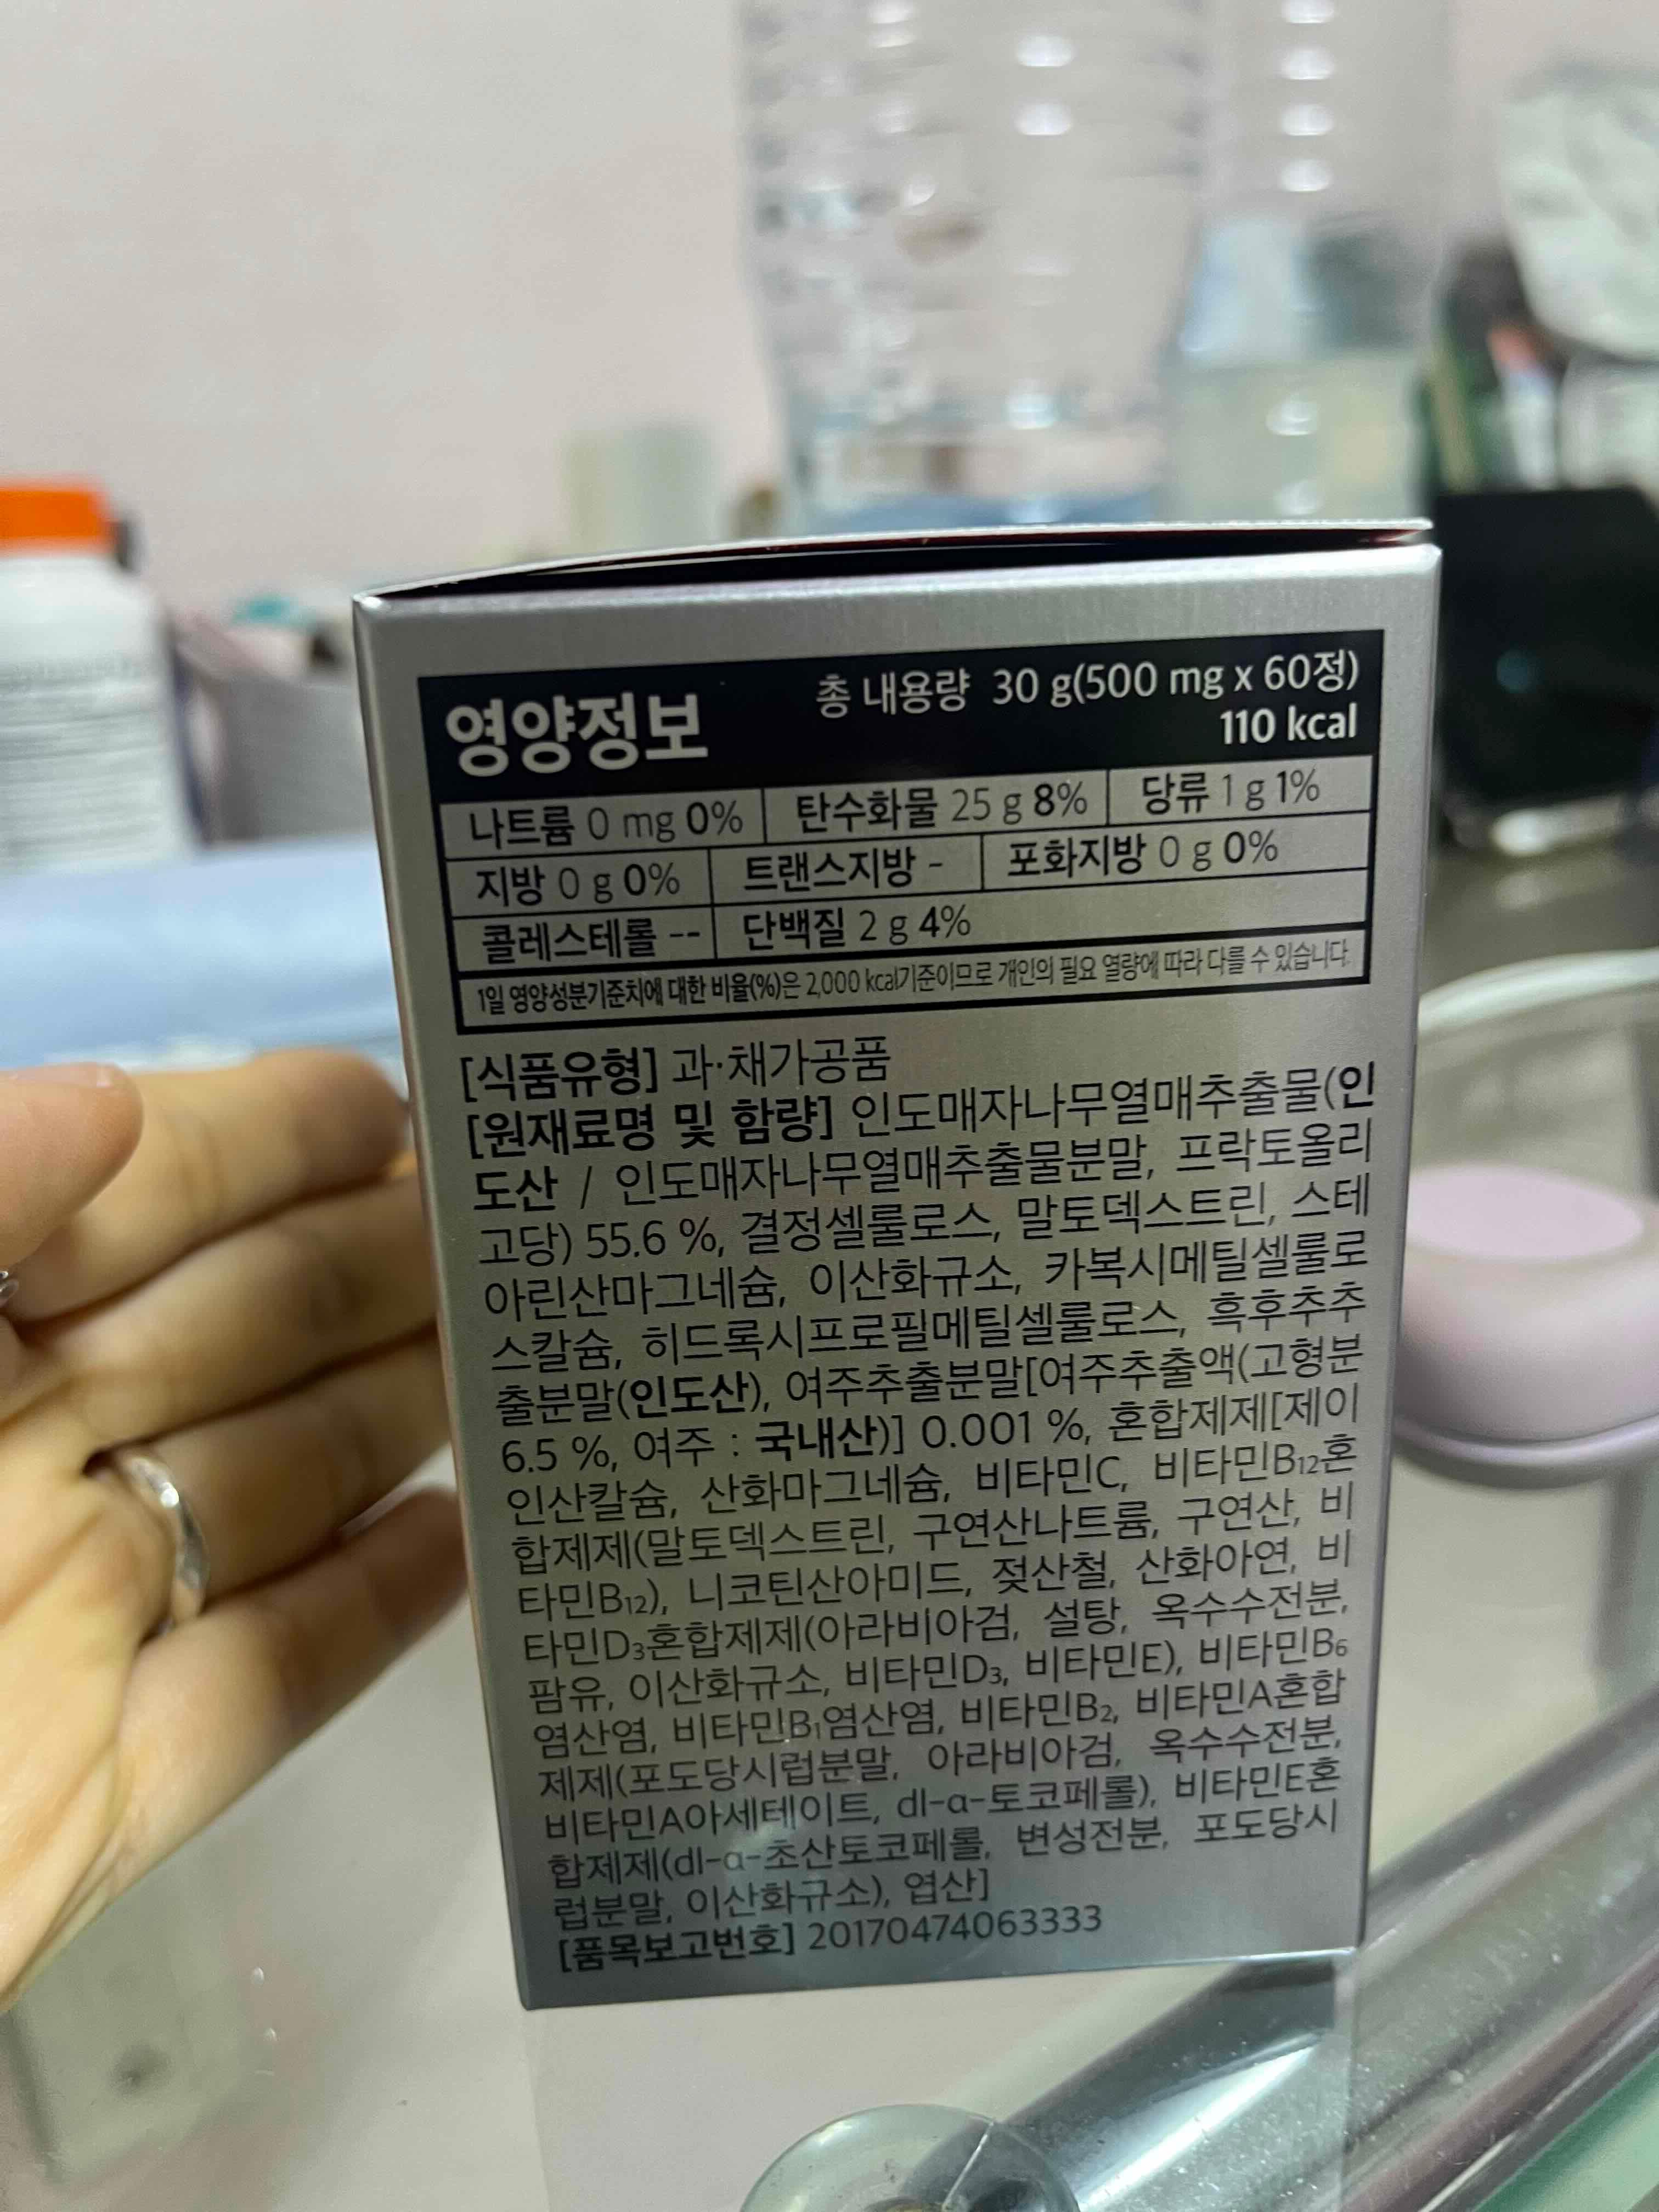 영양정보 총 내용량 30 g(500 mg x 60정)
110 kcal
나트륨 0 mg 0% 탄수화물 25 g 8% 당류 1 g 1%
지방 0 g 0% 트랜스지방 - 포화지방 0 g 0%
콜레스테롤 -- 단백질 2 g 4%
1일 영양성분기준치에 대한 비율(%)은 2,000 kcal기준이므로 개인의 필요 열량에 따라 다를 수 있습니다.
[식품유형] 과·채가공품
[원재료명 및 함량] 인도매자나무열매추출물(인
도산 / 인도매자나무열매추출물분말, 프락토올리
고당) 55.6 %, 결정셀룰로스, 말토덱스트린, 스테
아린산마그네슘, 이산화규소, 카복시메틸셀룰로
스칼슘, 히드록시프로필메틸셀룰로스, 흑후추추
출분말(인도산), 여주추출분말[여주추출액(고형분
6.5 %, 여주 : 국내산)] 0.001 %, 혼합제제[제이
인산칼슘, 산화마그네슘, 비타민C, 비타민B12혼
합제제(말토덱스트린, 구연산나트륨, 구연산, 비
타민B12), 니코틴산아미드, 젖산철, 산화아연, 비
타민D3혼합제제(아라비아검, 설탕, 옥수수전분,
팜유, 이산화규소, 비타민D3, 비타민E), 비타민B6
염산염, 비타민B1염산염, 비타민B2, 비타민A혼합
제제(포도당시럽분말, 아라비아검, 옥수수전분,
비타민A아세테이트, dl-α-토코페롤), 비타민E혼
합제제(dl-α-초산토코페롤, 변성전분, 포도당시
럽분말, 이산화규소), 엽산]
[품목보고번호] 20170474063333